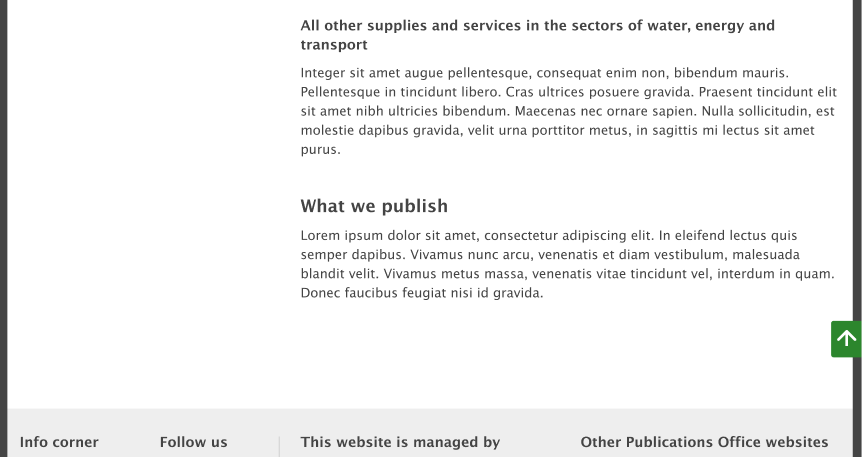 All other supplies and services in the sectors of water, energy and
transport
Integer sit amet augue pellentesque, consequat enim non, bibendum mauris.
Pellentesque in tincidunt libero. Cras ultrices posuere gravida. Praesent tincidunt elit
sit amet nibh ultricies bibendum. Maecenas nec ornare sapien. Nulla sollicitudin, est
molestie dapibus gravida, velit urna porttitor metus, in sagittis mi lectus sit amet
purus.
What we publish
Lorem ipsum dolor sit amet, consectetur adipiscing elit. In eleifend lectus quis
semper dapibus. Vivamus nunc arcu, venenatis et diam vestibulum, malesuada
blandit velit. Vivamus metus massa, venenatis vitae tincidunt vel, interdum in quam.
Donec faucibus feugiat nisi id gravida.
Info corner
Follow us
This website is managed by
Other Publications Office websites